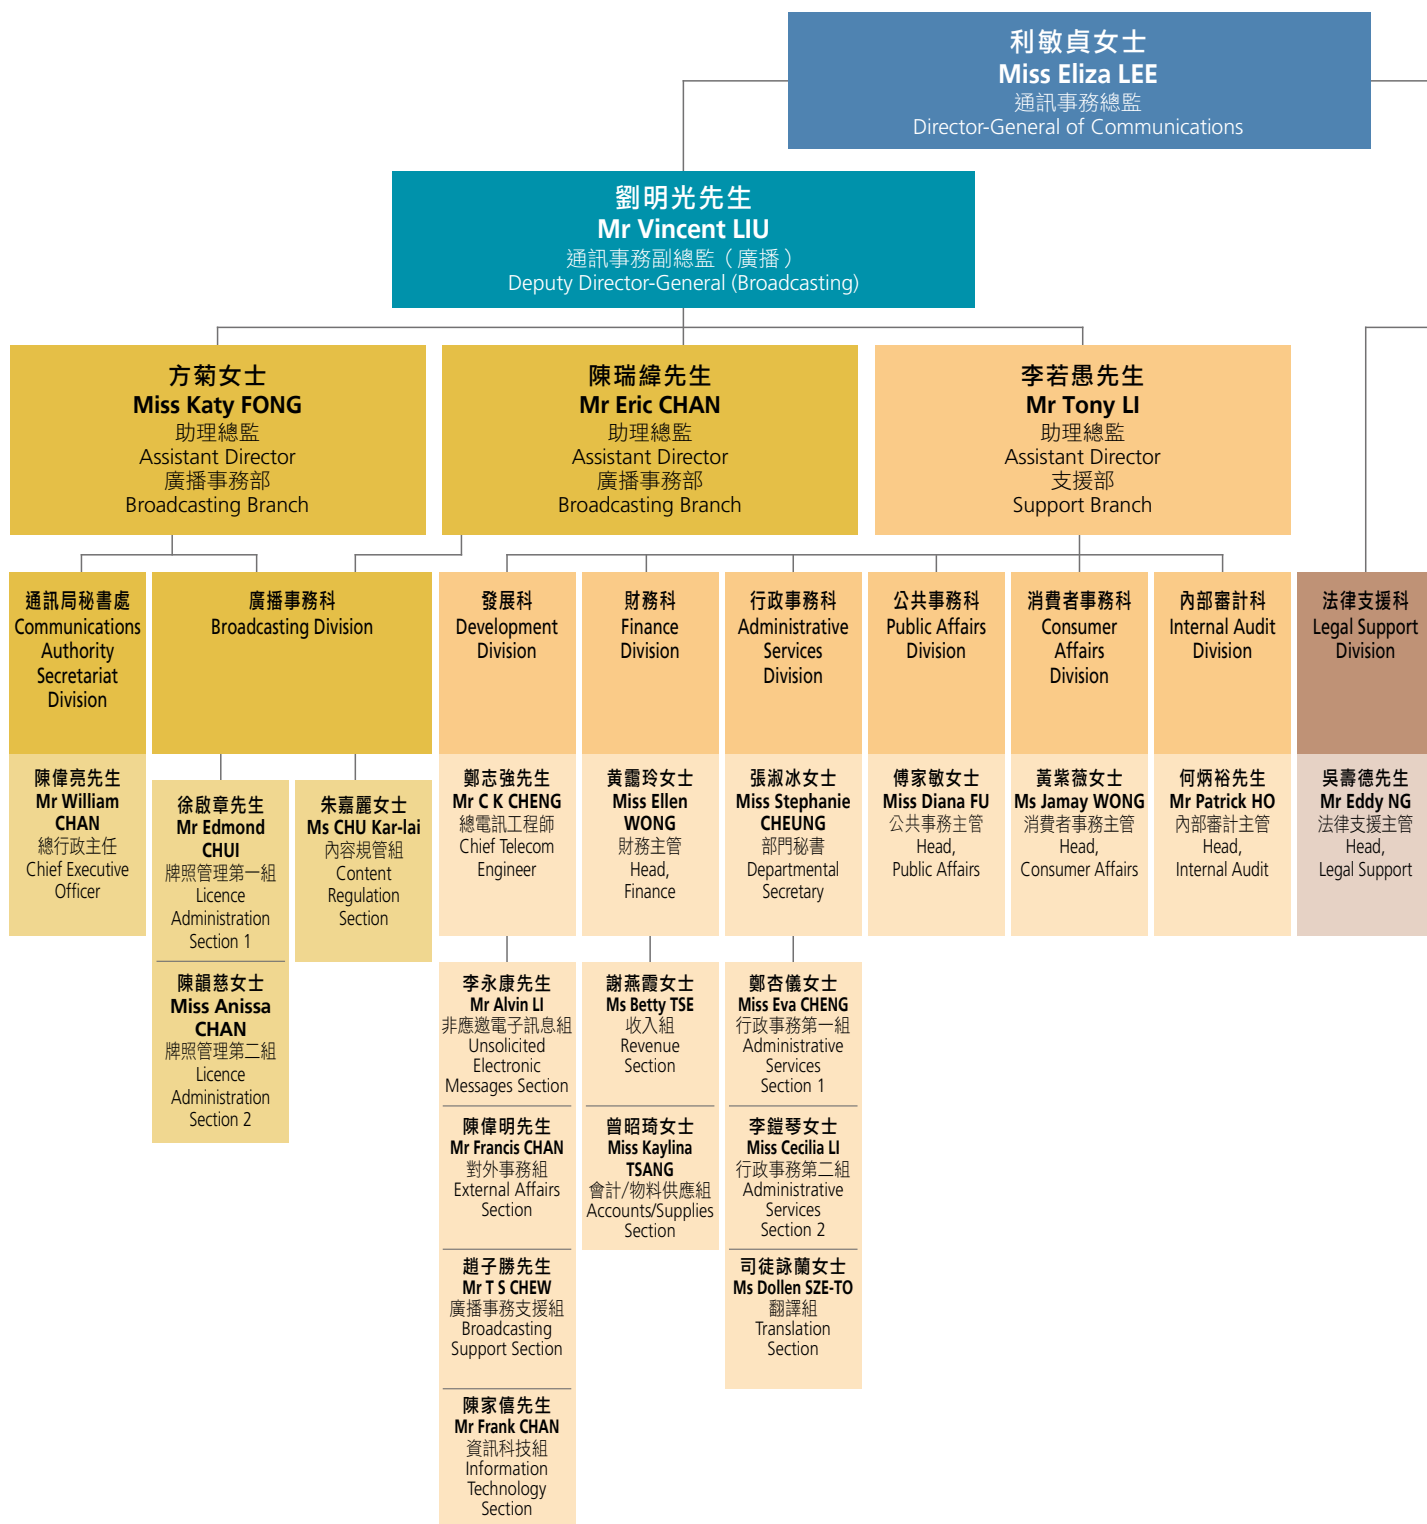 利敏貞女士
Miss Eliza LEE
通訊事務總監
Director-General of Communications
劉明光先生
Mr Vincent LIU
通訊事務副總監（廣播）
Deputy Director-General (Broadcasting)
方菊女士
Miss Katy FONG
助理總監
Assistant Director
廣播事務部
Broadcasting Branch
陳瑞緯先生
Mr Eric CHAN
助理總監
Assistant Director
廣播事務部
Broadcasting Branch
李若愚先生
Mr Tony LI
助理總監
Assistant Director
支援部
Support Branch
通訊局秘書處
Communications
Authority
Secretariat
Division
陳偉亮先生
Mr William
CHAN
總行政主任
Chief Executive
Officer
廣播事務科
Broadcasting Division
徐啟章先生
Mr Edmond
CHUI
牌照管理第一組
Licence
Administration
Section 1
陳韻慈女士
Miss Anissa
CHAN
牌照管理第二組
Licence
Administration
Section 2
朱嘉麗女士
Ms CHU Kar-lai
內容規管組
Content
Regulation
Section
發展科
Development
Division
鄭志強先生
Mr C K CHENG
總電訊工程師
Chief Telecom
Engineer
李永康先生
Mr Alvin LI
非應邀電子訊息組
Unsolicited
Electronic
Messages Section
陳偉明先生
Mr Francis CHAN
對外事務組
External Affairs
Section
趙子勝先生
Mr T S CHEW
廣播事務支援組
Broadcasting
Support Section
陳家僖先生
Mr Frank CHAN
資訊科技組
Information
Technology
Section
財務科
Finance
Division
黃靄玲女士
Miss Ellen
WONG
財務主管
Head,
Finance
謝燕霞女士
Ms Betty TSE
收入組
Revenue
Section
曾昭琦女士
Miss Kaylina
TSANG
會計/物料供應組
Accounts/Supplies
Section
行政事務科
Administrative
Services
Division
張淑冰女士
Miss Stephanie
CHEUNG
部門秘書
Departmental
Secretary
鄭杏儀女士
Miss Eva CHENG
行政事務第一組
Administrative
Services
Section 1
李鎧琴女士
Miss Cecilia LI
行政事務第二組
Administrative
Services
Section 2
司徒詠蘭女士
Ms Dollen SZE-TO
翻譯組
Translation
Section
公共事務科
Public Affairs
Division
傅家敏女士
Miss Diana FU
公共事務主管
Head,
Public Affairs
消費者事務科
Consumer
Affairs
Division
黃紫薇女士
Ms Jamay WONG
消費者事務主管
Head,
Consumer Affairs
內部審計科
Internal Audit
Division
何炳裕先生
Mr Patrick HO
內部審計主管
Head,
Internal Audit
法律支援科
Legal Support
Division
吳壽德先生
Mr Eddy NG
法律支援主管
Head,
Legal Support